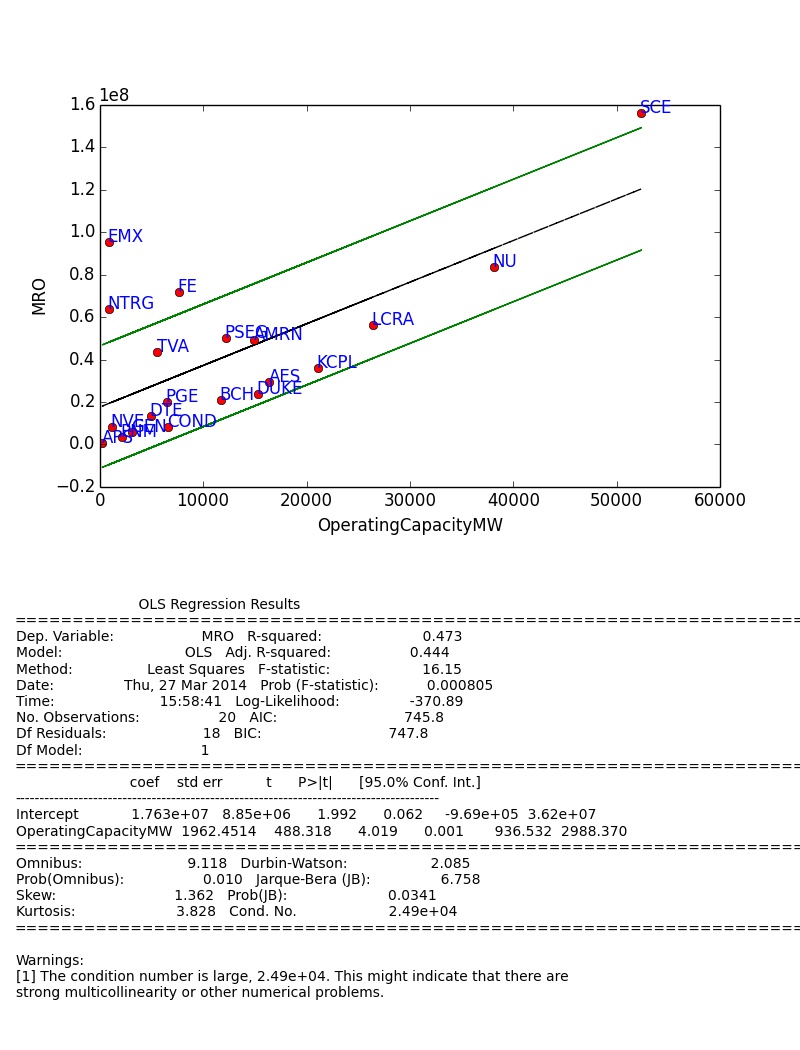 1e8
1.6
SCE
1.4
1.2
EMX
1.0
NU
0.8
FE
NTRG
0.6
LCRA
PSEG
AMRN
TVA
0.4
KCPL
AES
DUKE
BCH
PGE
0.2
DTE
NVE
COND
GEN
PNM
APS
0.0
−0.2
0 10000 20000 30000 40000 50000 60000
MRO
OperatingCapacityMW
OLS Regression Results
==============================================================================
Dep. Variable: MRO R-squared: 0.473
Model: OLS Adj. R-squared: 0.444
Method: Least Squares F-statistic: 16.15
Date: Thu, 27 Mar 2014 Prob (F-statistic): 0.000805
Time: 15:58:41 Log-Likelihood: -370.89
No. Observations: 20 AIC: 745.8
Df Residuals: 18 BIC: 747.8
Df Model: 1
==============================================================================
coef std err t P>|t| [95.0% Conf. Int.]
------------------------------------------------------------------------------
Intercept 1.763e+07 8.85e+06 1.992 0.062 -9.69e+05 3.62e+07
OperatingCapacityMW 1962.4514 488.318 4.019 0.001 936.532 2988.370
==============================================================================
Omnibus: 9.118 Durbin-Watson: 2.085
Prob(Omnibus): 0.010 Jarque-Bera (JB): 6.758
Skew: 1.362 Prob(JB): 0.0341
Kurtosis: 3.828 Cond. No. 2.49e+04
==============================================================================
Warnings:
[1] The condition number is large, 2.49e+04. This might indicate that there are
strong multicollinearity or other numerical problems.